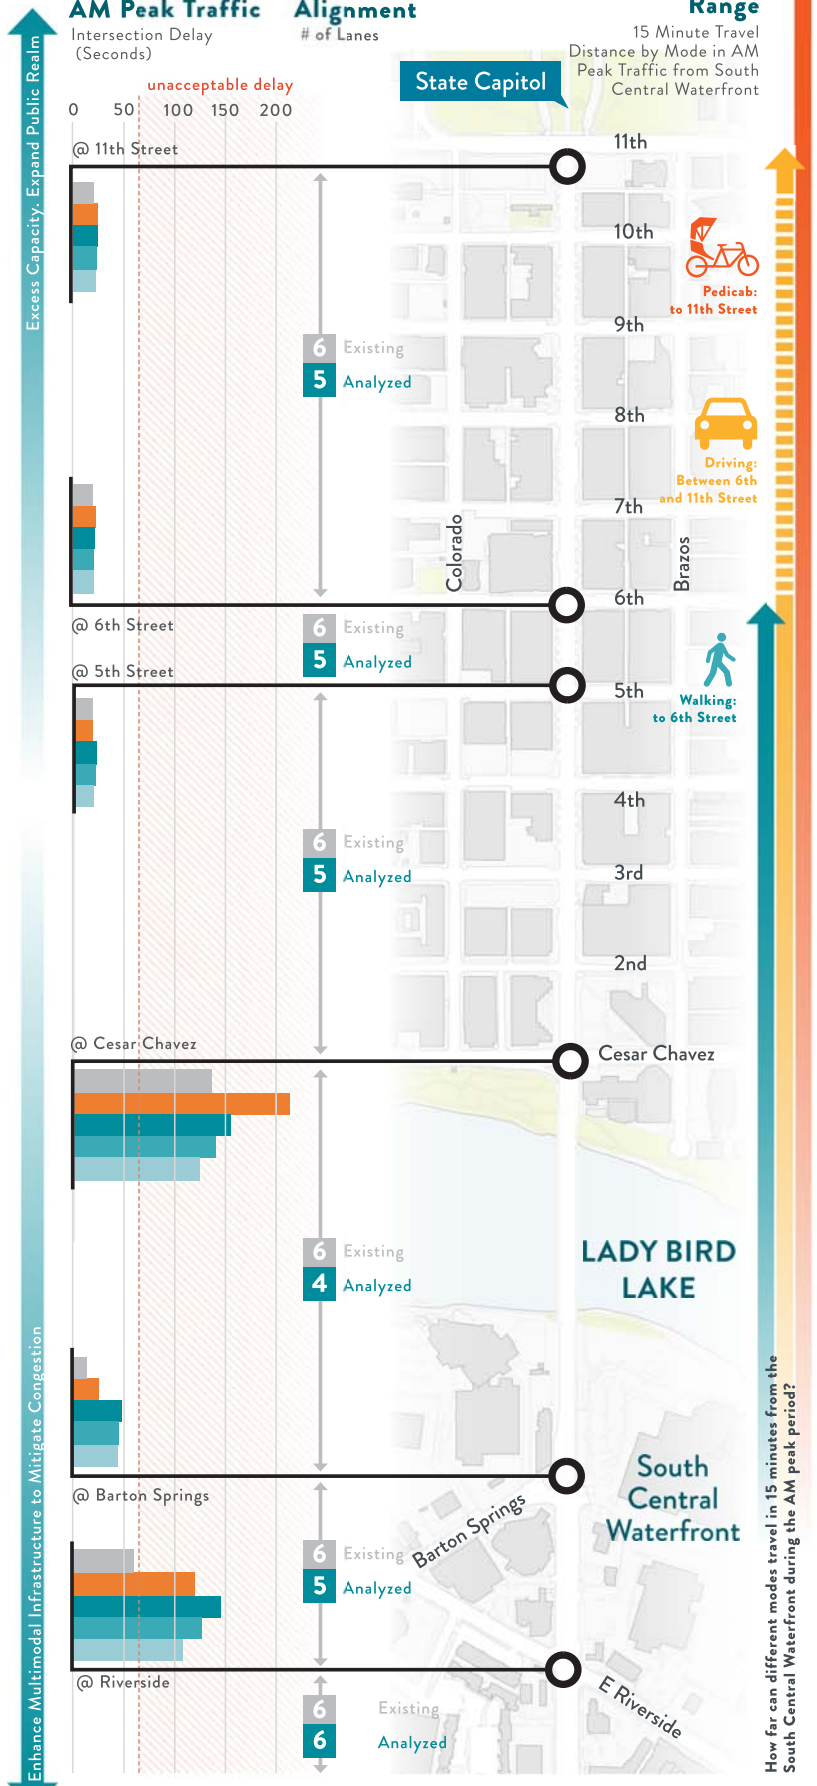 AM Peak Traffic
Intersection Delay
(Seconds)
unacceptable delay
0 50 100 150 200
Alignment
# of Lanes
Range
15 Minute Travel
Distance by Mode in AM
Peak Traffic from South
Central Waterfront
State Capitol
Excess Capacity. Expand Public Realm
@ 11th Street
11th
10th
Pedicab:
to 11th Street
9th
6 Existing
5 Analyzed
8th
Driving:
Between 6th
and 11th Street
7th
Colorado
Brazos
6th
@ 6th Street
6 Existing
5 Analyzed
@ 5th Street
5th
Walking:
to 6th Street
4th
6 Existing
5 Analyzed
3rd
2nd
@ Cesar Chavez
Cesar Chavez
6 Existing
4 Analyzed
LADY BIRD
LAKE
Enhance Multimodal Infrastructure to Mitigate Congestion
South
Central
Waterfront
@ Barton Springs
Barton Springs
6 Existing
5 Analyzed
@ Riverside
E Riverside
6 Existing
6 Analyzed
How far can different modes travel in 15 minutes from the
South Central Waterfront during the AM peak period?